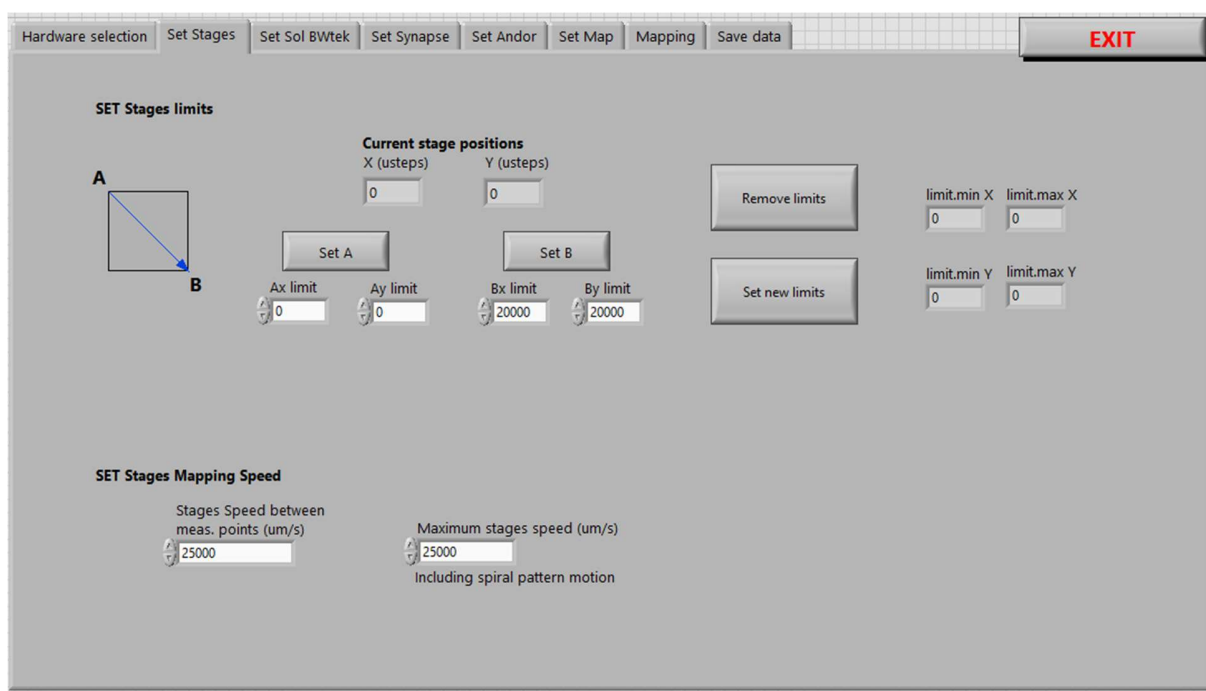 Hardware selection Set Stages Set Sol BWtek Set Synapse Set Andor Set Map Mapping Save data EXIT
SET Stages limits
Current stage positions
X (usteps) Y (usteps)
0 0
A
B
Set A Set B
Ax limit Ay limit Bx limit By limit
0 0 20000 20000
Remove limits
Set new limits
limit.min X limit.max X
0 0
limit.min Y limit.max Y
0 0
SET Stages Mapping Speed
Stages Speed between
meas. points (um/s)
25000
Maximum stages speed (um/s)
25000
Including spiral pattern motion